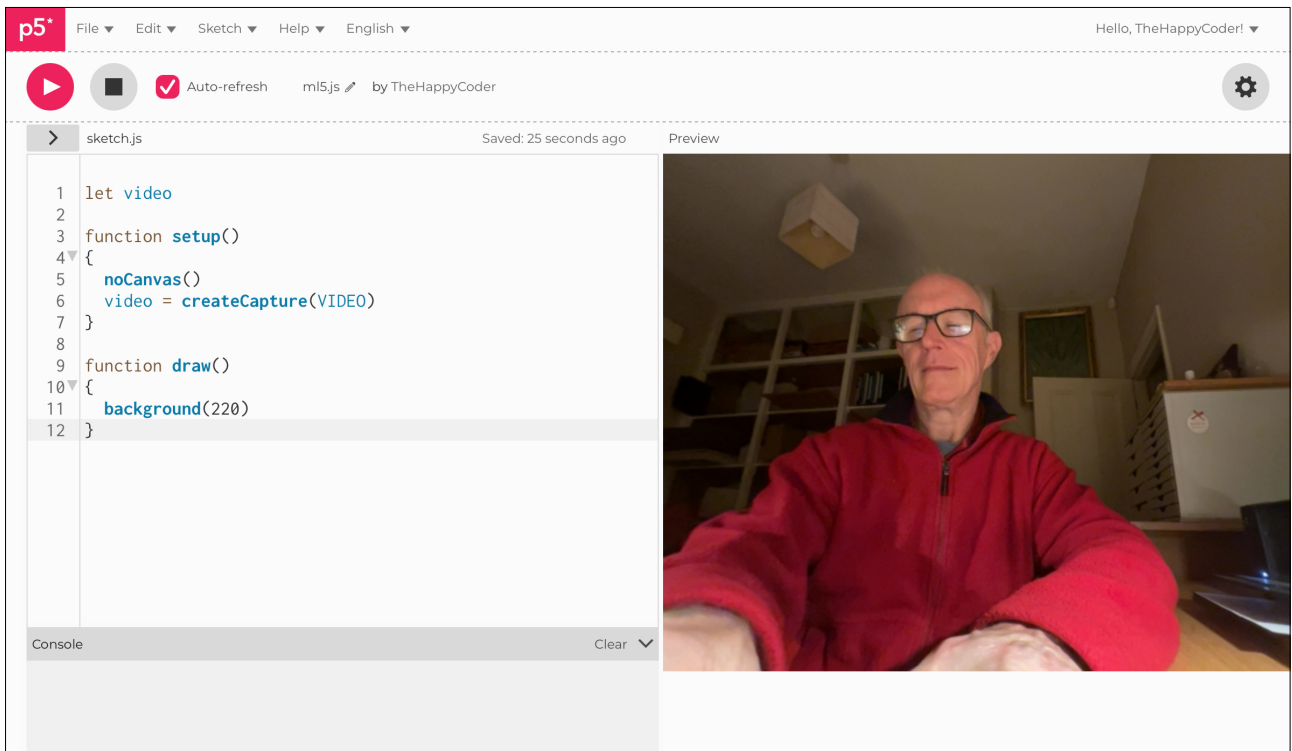 p5* File Edit Sketch Help English Hello, TheHappyCoder!
Auto-refresh ml5.js by TheHappyCoder
sketch.js Saved: 25 seconds ago Preview
1 let video
2
3 function setup()
4 {
5 noCanvas()
6 video = createCapture(VIDEO)
7 }
8
9 function draw()
10 {
11 background(220)
12 }
Console Clear